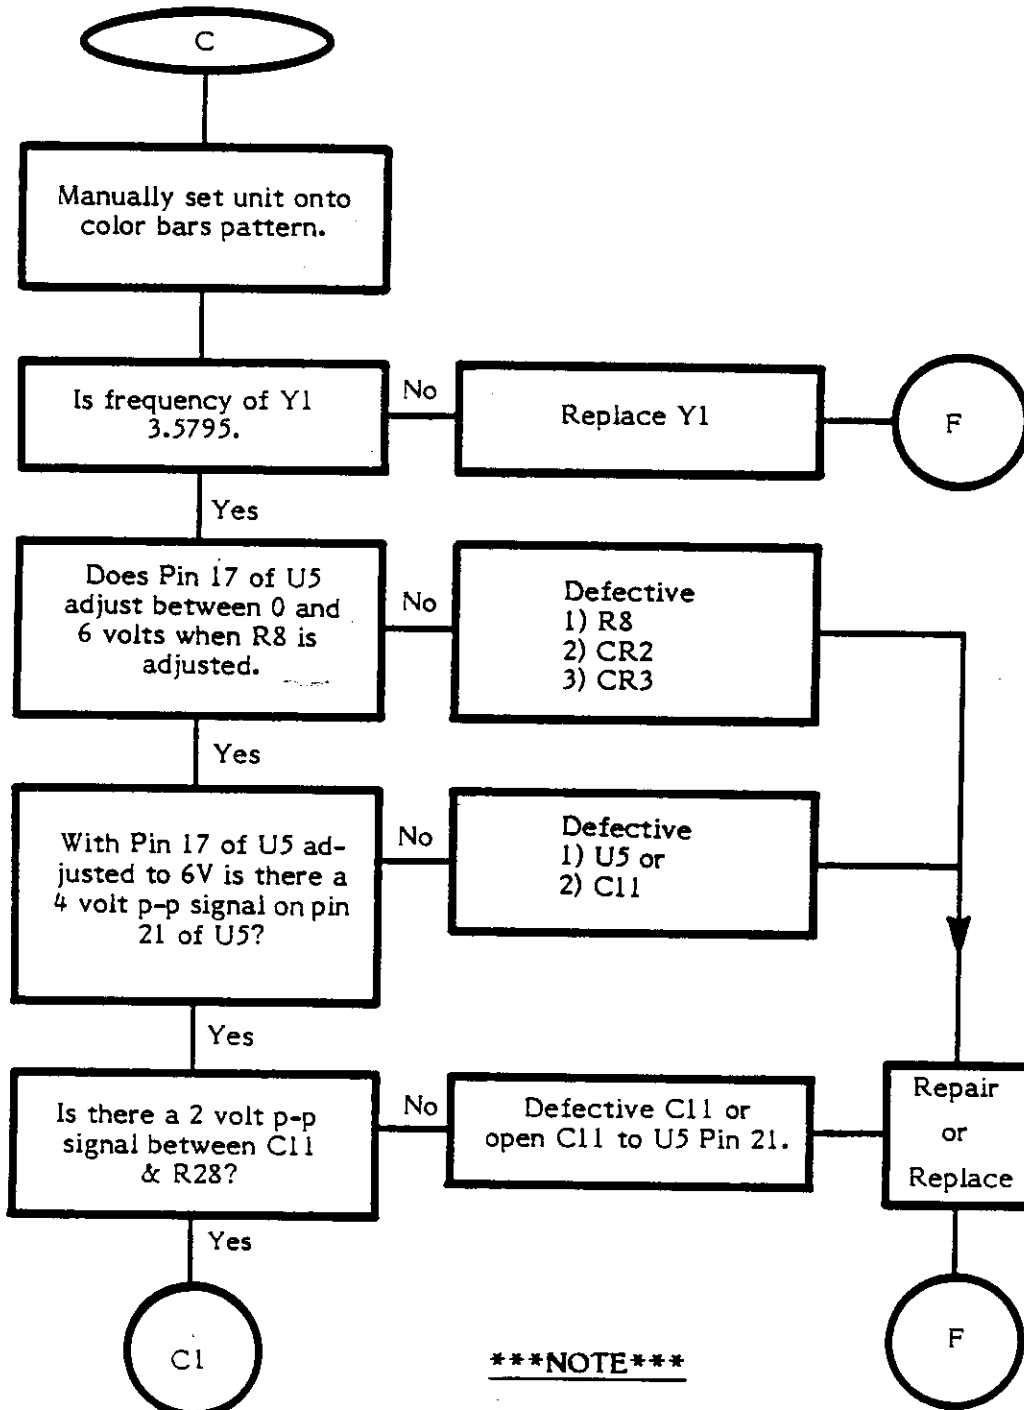 C
Manually set unit onto
color bars pattern.
Is frequency of Y1
3.5795.
No
Replace Y1
F
Yes
Does Pin 17 of U5
adjust between 0 and
6 volts when R8 is
adjusted.
No
Defective
1) R8
2) CR2
3) CR3
Yes
With Pin 17 of U5 ad-
justed to 6V is there a
4 volt p-p signal on pin
21 of U5?
No
Defective
1) U5 or
2) C11
Yes
Is there a 2 volt p-p
signal between C11
& R28?
No
Defective C11 or
open C11 to U5 Pin 21.
Repair
or
Replace
Yes
C1
F
***NOTE***